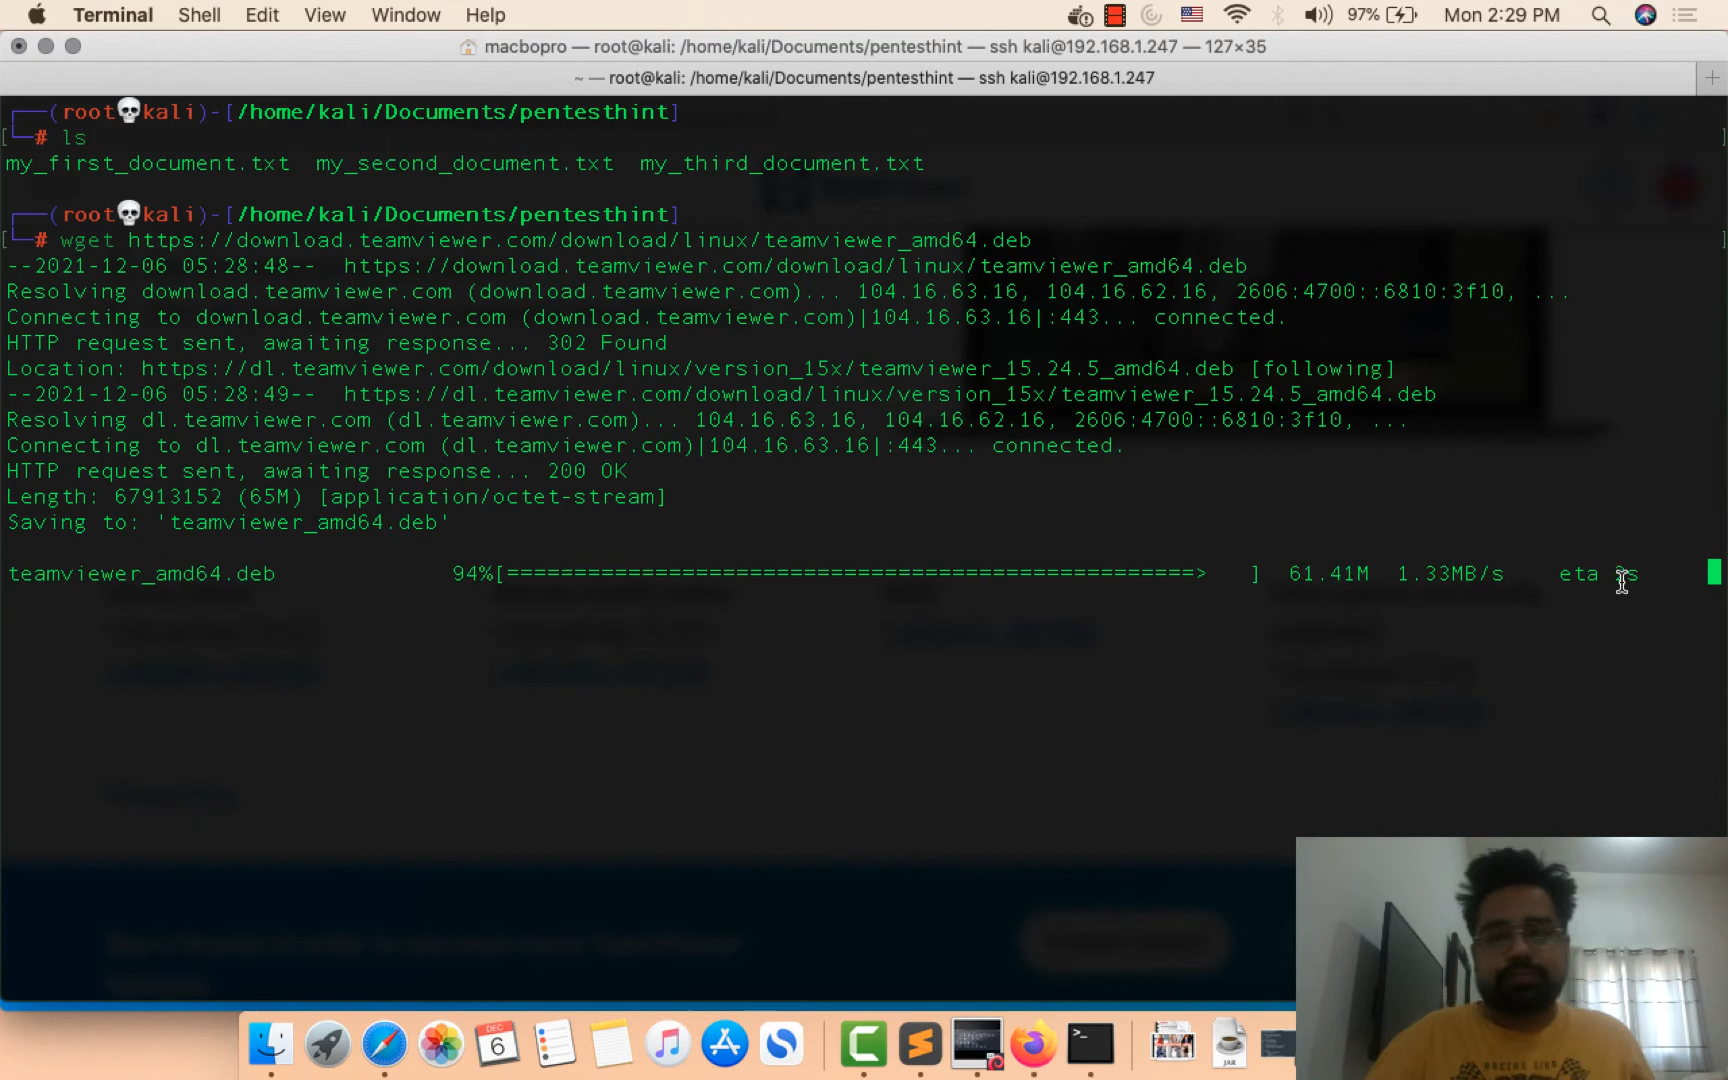 Terminal Shell Edit View Window Help 97% Mon 2:29 PM
macbopro — root@kali: /home/kali/Documents/pentesthint — ssh kali@192.168.1.247 — 127×35
~ — root@kali: /home/kali/Documents/pentesthint — ssh kali@192.168.1.247
┌──(root💀kali)-[/home/kali/Documents/pentesthint]
[└─# ls ]
my_first_document.txt my_second_document.txt my_third_document.txt
┌──(root💀kali)-[/home/kali/Documents/pentesthint]
[└─# wget https://download.teamviewer.com/download/linux/teamviewer_amd64.deb ]
--2021-12-06 05:28:48-- https://download.teamviewer.com/download/linux/teamviewer_amd64.deb
Resolving download.teamviewer.com (download.teamviewer.com)... 104.16.63.16, 104.16.62.16, 2606:4700::6810:3f10, ...
Connecting to download.teamviewer.com (download.teamviewer.com)|104.16.63.16|:443... connected.
HTTP request sent, awaiting response... 302 Found
Location: https://dl.teamviewer.com/download/linux/version_15x/teamviewer_15.24.5_amd64.deb [following]
--2021-12-06 05:28:49-- https://dl.teamviewer.com/download/linux/version_15x/teamviewer_15.24.5_amd64.deb
Resolving dl.teamviewer.com (dl.teamviewer.com)... 104.16.63.16, 104.16.62.16, 2606:4700::6810:3f10, ...
Connecting to dl.teamviewer.com (dl.teamviewer.com)|104.16.63.16|:443... connected.
HTTP request sent, awaiting response... 200 OK
Length: 67913152 (65M) [application/octet-stream]
Saving to: 'teamviewer_amd64.deb'
teamviewer_amd64.deb 94%[===================================================> ] 61.41M 1.33MB/s eta
DEC
6
JAR